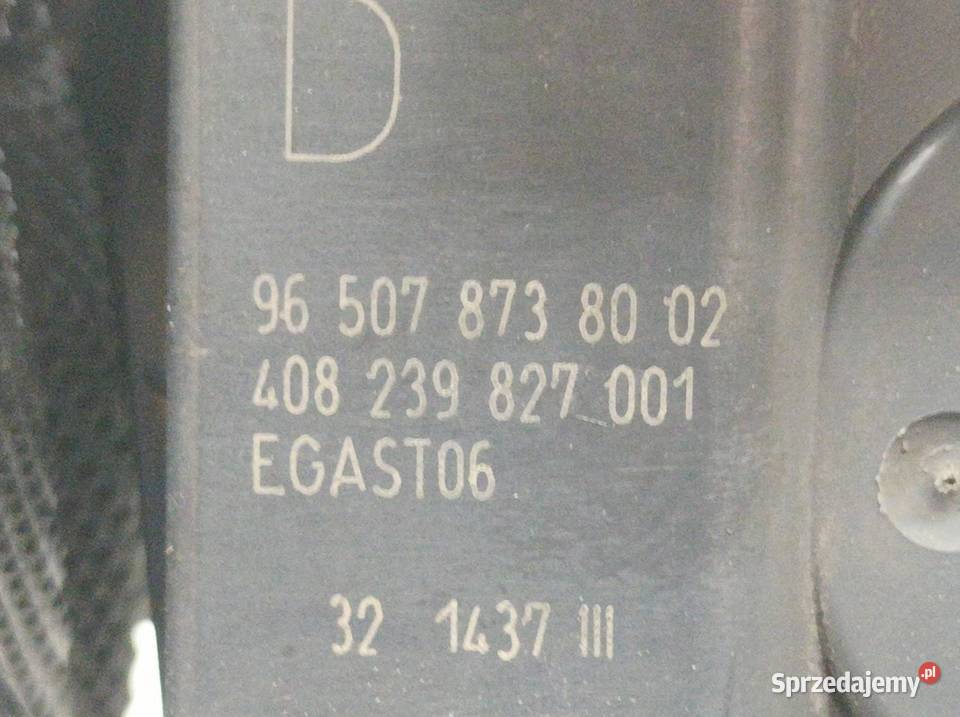 D
96 507 873 80 02
408 239 827 001
EGAST06
32 1437 III
Sprzedajemy.pl